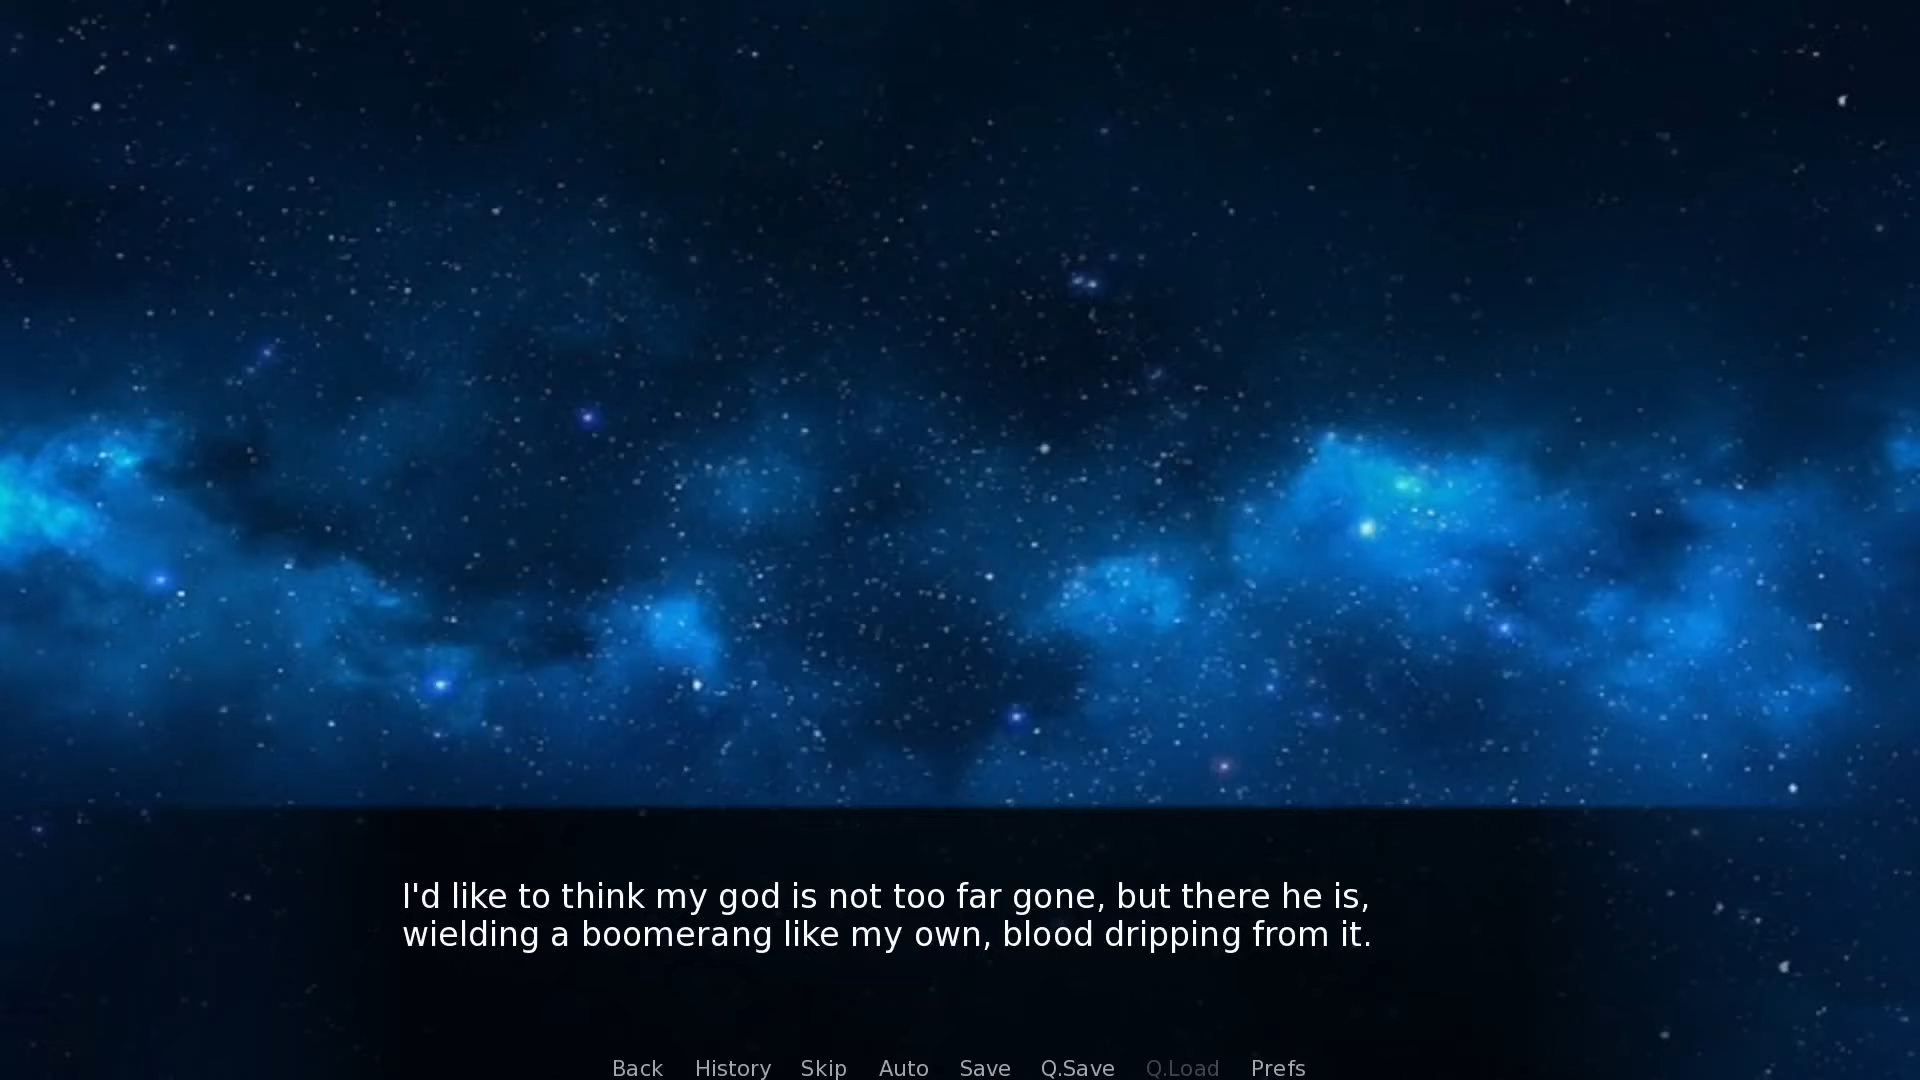 I'd like to think my god is not too far gone, but there he is,
wielding a boomerang like my own, blood dripping from it.
Back History Skip Auto Save Q.Save Q.Load Prefs